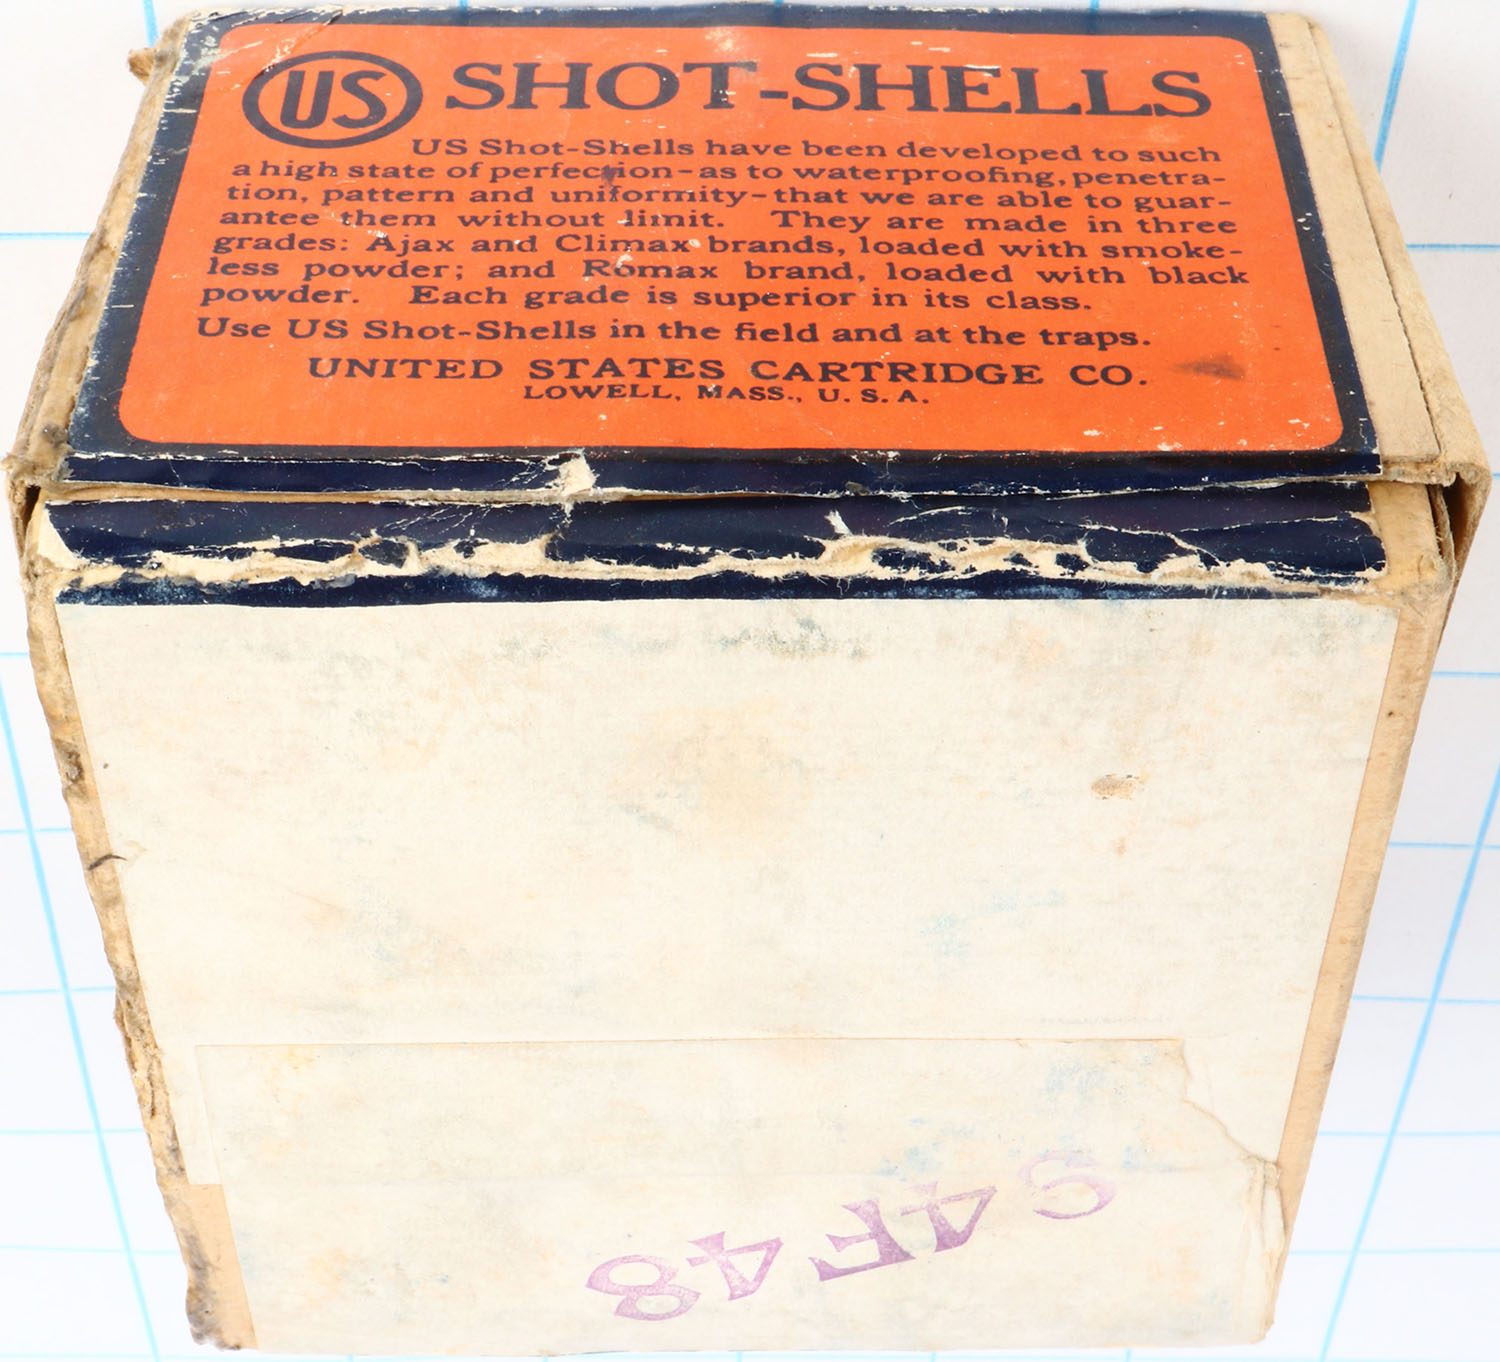 US SHOT-SHELLS
US Shot-Shells have been developed to such
a high state of perfection-as to waterproofing, penetra-
tion, pattern and uniformity-that we are able to guar-
antee them without limit. They are made in three
grades: Ajax and Climax brands, loaded with smoke-
less powder; and Romax brand, loaded with black
powder. Each grade is superior in its class.
Use US Shot-Shells in the field and at the traps.
UNITED STATES CARTRIDGE CO.
LOWELL, MASS., U. S. A.